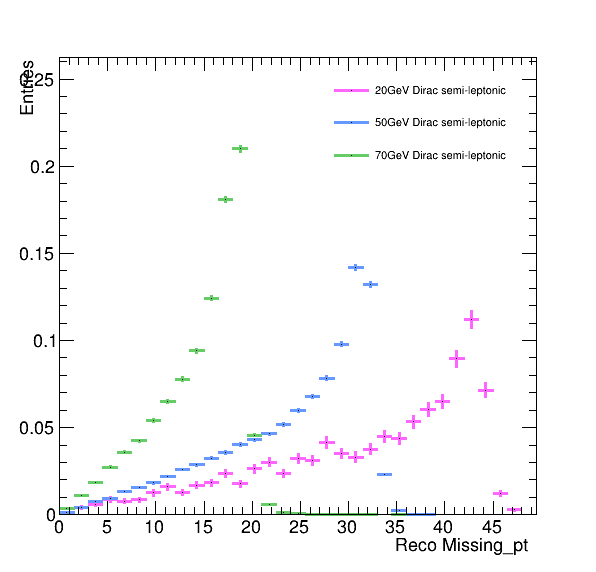 Entries
0.25
0.2
0.15
0.1
0.05
0
20GeV Dirac semi-leptonic
50GeV Dirac semi-leptonic
70GeV Dirac semi-leptonic
0 5 10 15 20 25 30 35 40 45
Reco Missing_pt